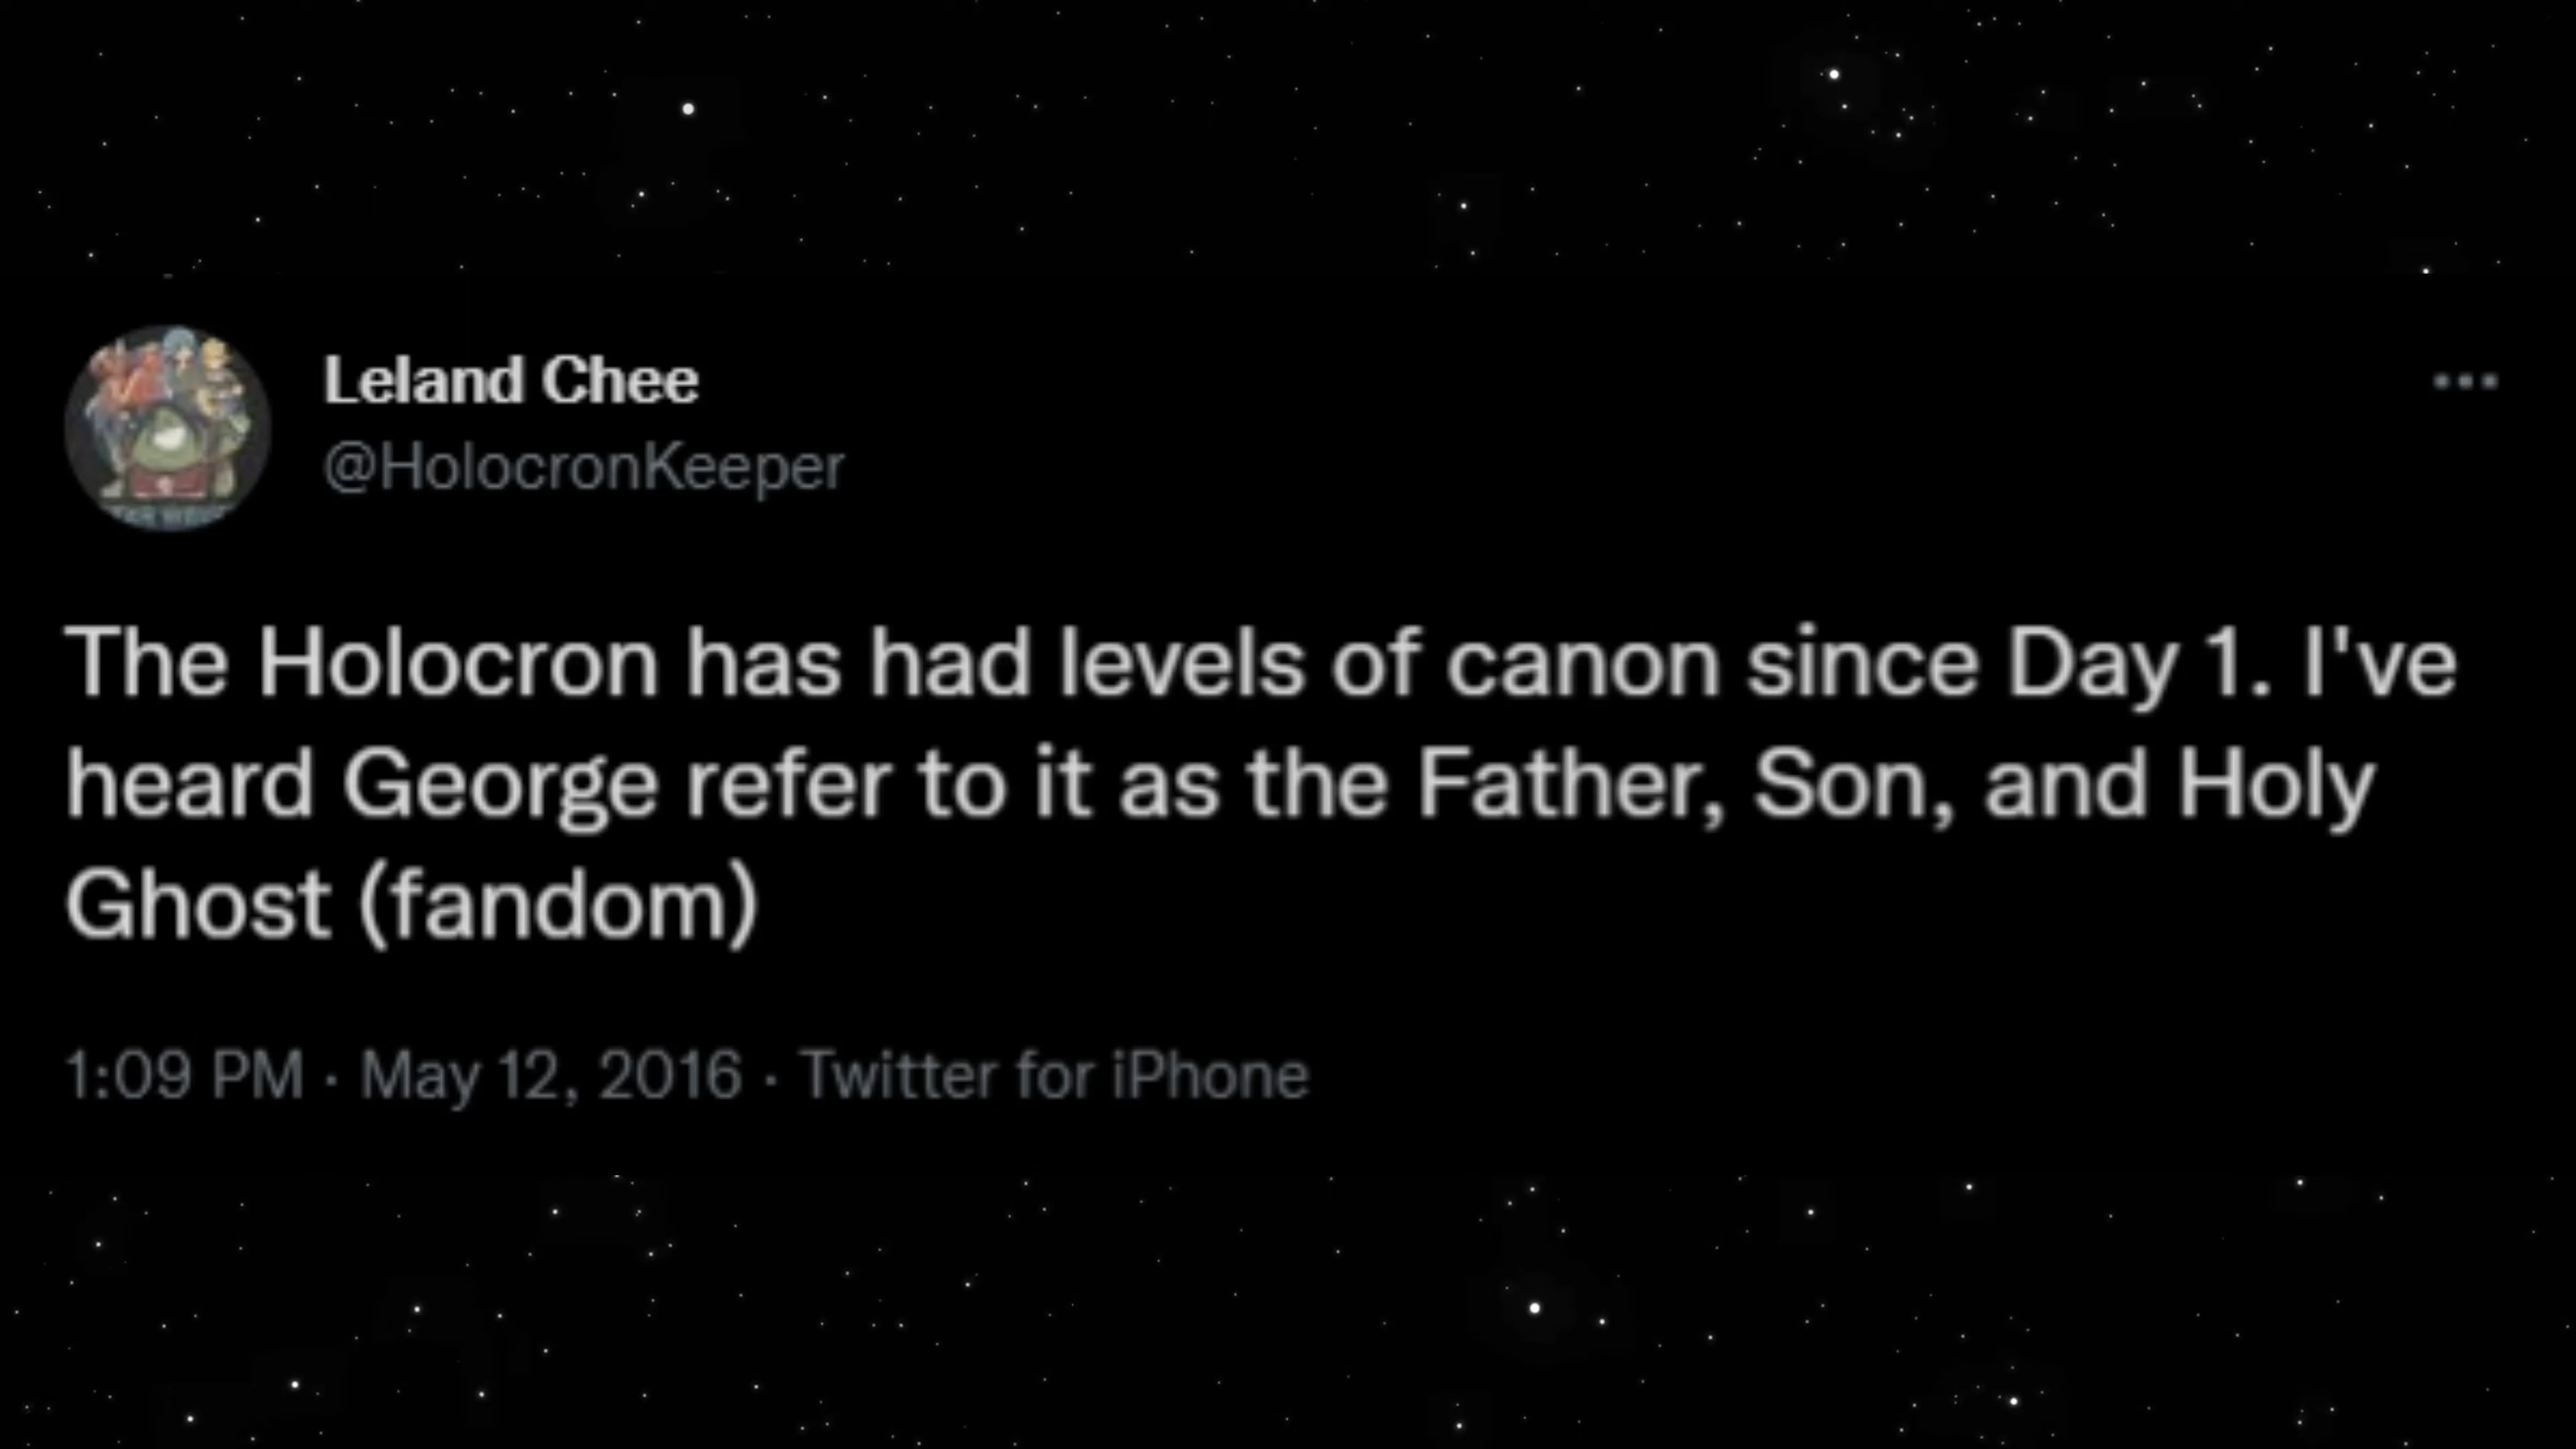 Leland Chee
@HolocronKeeper
The Holocron has had levels of canon since Day 1. I've
heard George refer to it as the Father, Son, and Holy
Ghost (fandom)
1:09 PM · May 12, 2016 · Twitter for iPhone